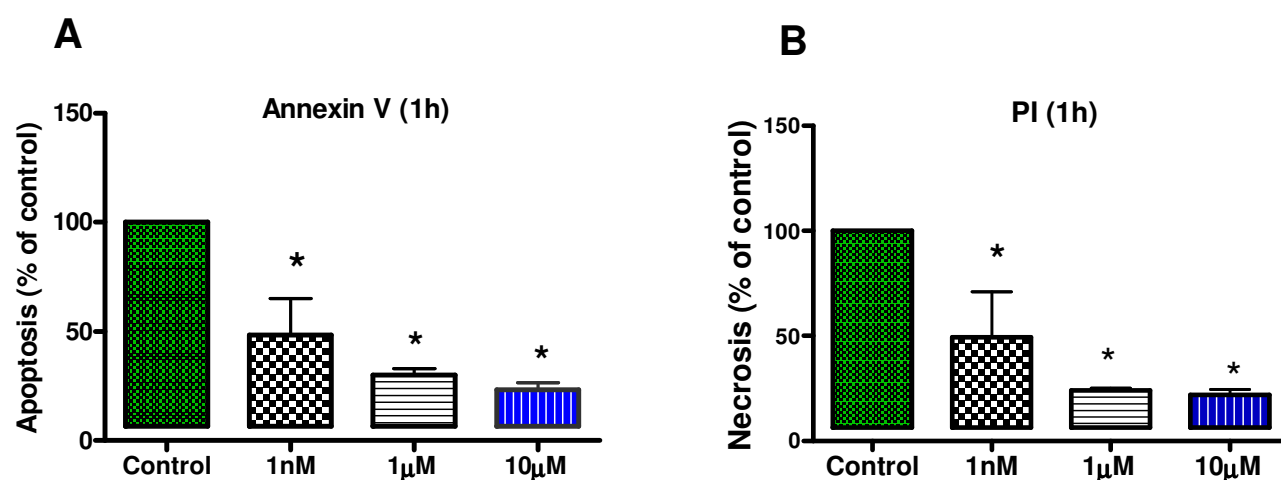 A
Annexin V (1h)
Apoptosis (% of control)
150
100
50
0
*
*
*
Control 1nM 1µM 10µM
B
PI (1h)
Necrosis (% of control)
150
100
50
0
*
*
*
Control 1nM 1µM 10µM